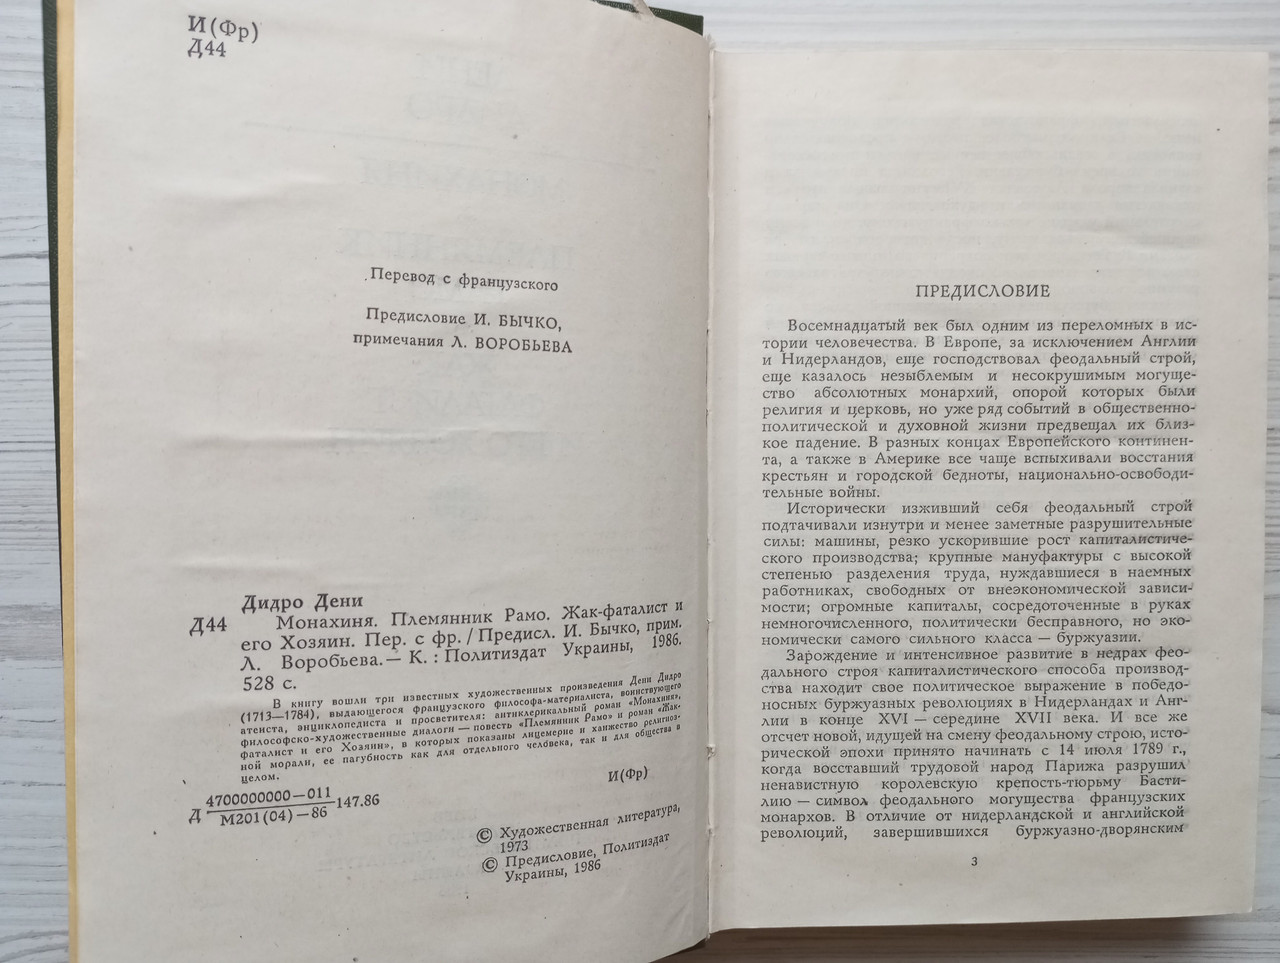 И(Фр)
Д44
Перевод с французского
Предисловие И. БЫЧКО,
примечания Л. ВОРОБЬЕВА
Дидро Дени
Д44 Монахиня. Племянник Рамо. Жак-фаталист и
его Хозяин. Пер. с фр. / Предисл. И. Бычко, прим.
Л. Воробьева.— К. : Политиздат Украины, 1986.
528 с.
В книгу вошли три известных художественных произведения Дени Дидро
(1713—1784), выдающегося французского философа-материалиста, воинствующего
атеиста, энциклопедиста и просветителя: антиклерикальный роман «Монахиня»,
философско-художественные диалоги — повесть «Племянник Рамо» и роман «Жак-
фаталист и его Хозяин», в которых показаны лицемерие и ханжество религиоз-
ной морали, ее пагубность как для отдельного человека, так и для общества в
целом.
И(Фр)
Д 4700000000—011
М201(04)—86 147.86
© Художественная литература,
1973
© Предисловие, Политиздат
Украины, 1986
ПРЕДИСЛОВИЕ
Восемнадцатый век был одним из переломных в ис-
тории человечества. В Европе, за исключением Англии
и Нидерландов, еще господствовал феодальный строй,
еще казалось незыблемым и несокрушимым могуще-
ство абсолютных монархий, опорой которых были
религия и церковь, но уже ряд событий в общественно-
политической и духовной жизни предвещал их близ-
кое падение. В разных концах Европейского континен-
та, а также в Америке все чаще вспыхивали восстания
крестьян и городской бедноты, национально-освободи-
тельные войны.
Исторически изживший себя феодальный строй
подтачивали изнутри и менее заметные разрушительные
силы: машины, резко ускорившие рост капиталистиче-
ского производства; крупные мануфактуры с высокой
степенью разделения труда, нуждавшиеся в наемных
работниках, свободных от внеэкономической зависи-
мости; огромные капиталы, сосредоточенные в руках
немногочисленного, политически бесправного, но эко-
номически самого сильного класса — буржуазии.
Зарождение и интенсивное развитие в недрах фео-
дального строя капиталистического способа производ-
ства находит свое политическое выражение в победо-
носных буржуазных революциях в Нидерландах и Анг-
лии в конце XVI — середине XVII века. И все же
отсчет новой, идущей на смену феодальному строю, исто-
рической эпохи принято начинать с 14 июля 1789 г.,
когда восставший трудовой народ Парижа разрушил
ненавистную королевскую крепость-тюрьму Басти-
лию — символ феодального могущества французских
монархов. В отличие от нидерландской и английской
революций, завершившихся буржуазно-дворянским
3